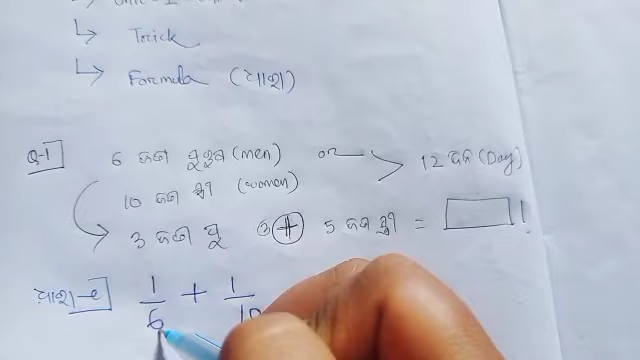 ↳ Trick
↳ Formula (ପାଖ)
Q-1 6 ଜଣ ପୁରୁଷ (men) or 12 ଦିନ (Day)
10 ଜଣ ସ୍ତ୍ରୀ (women)
3 ଜଣ ପୁ + 5 ଜଣ ସ୍ତ୍ରୀ = !
1/6 + 1/10